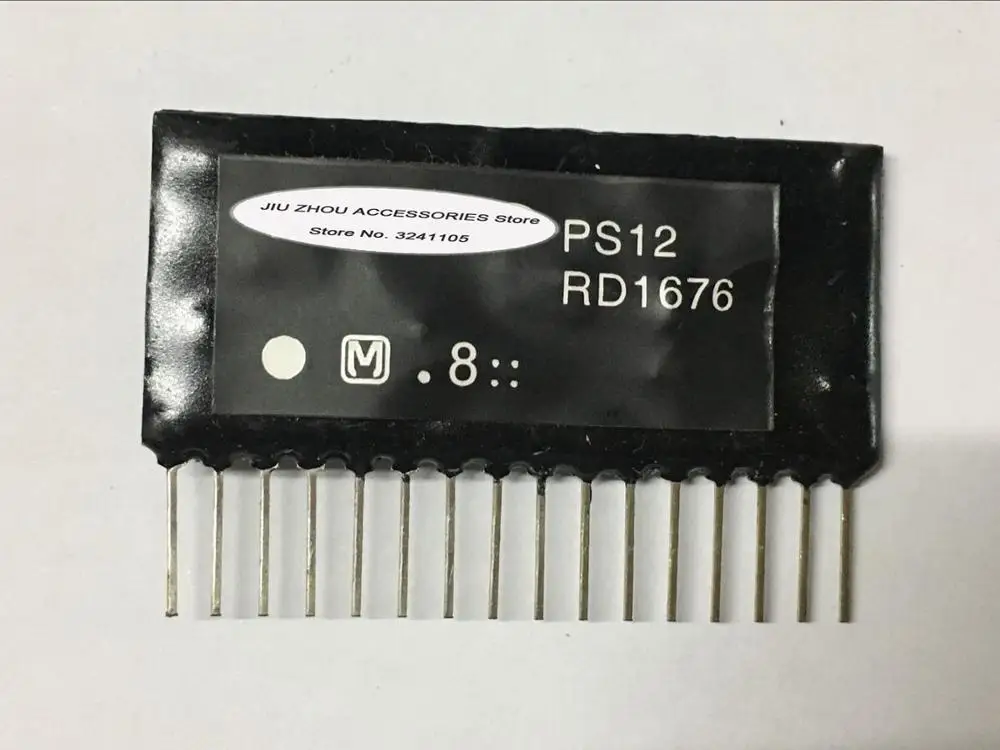 JIU ZHOU ACCESSORIES Store
Store No. 3241105
PS12
RD1676
M .8::